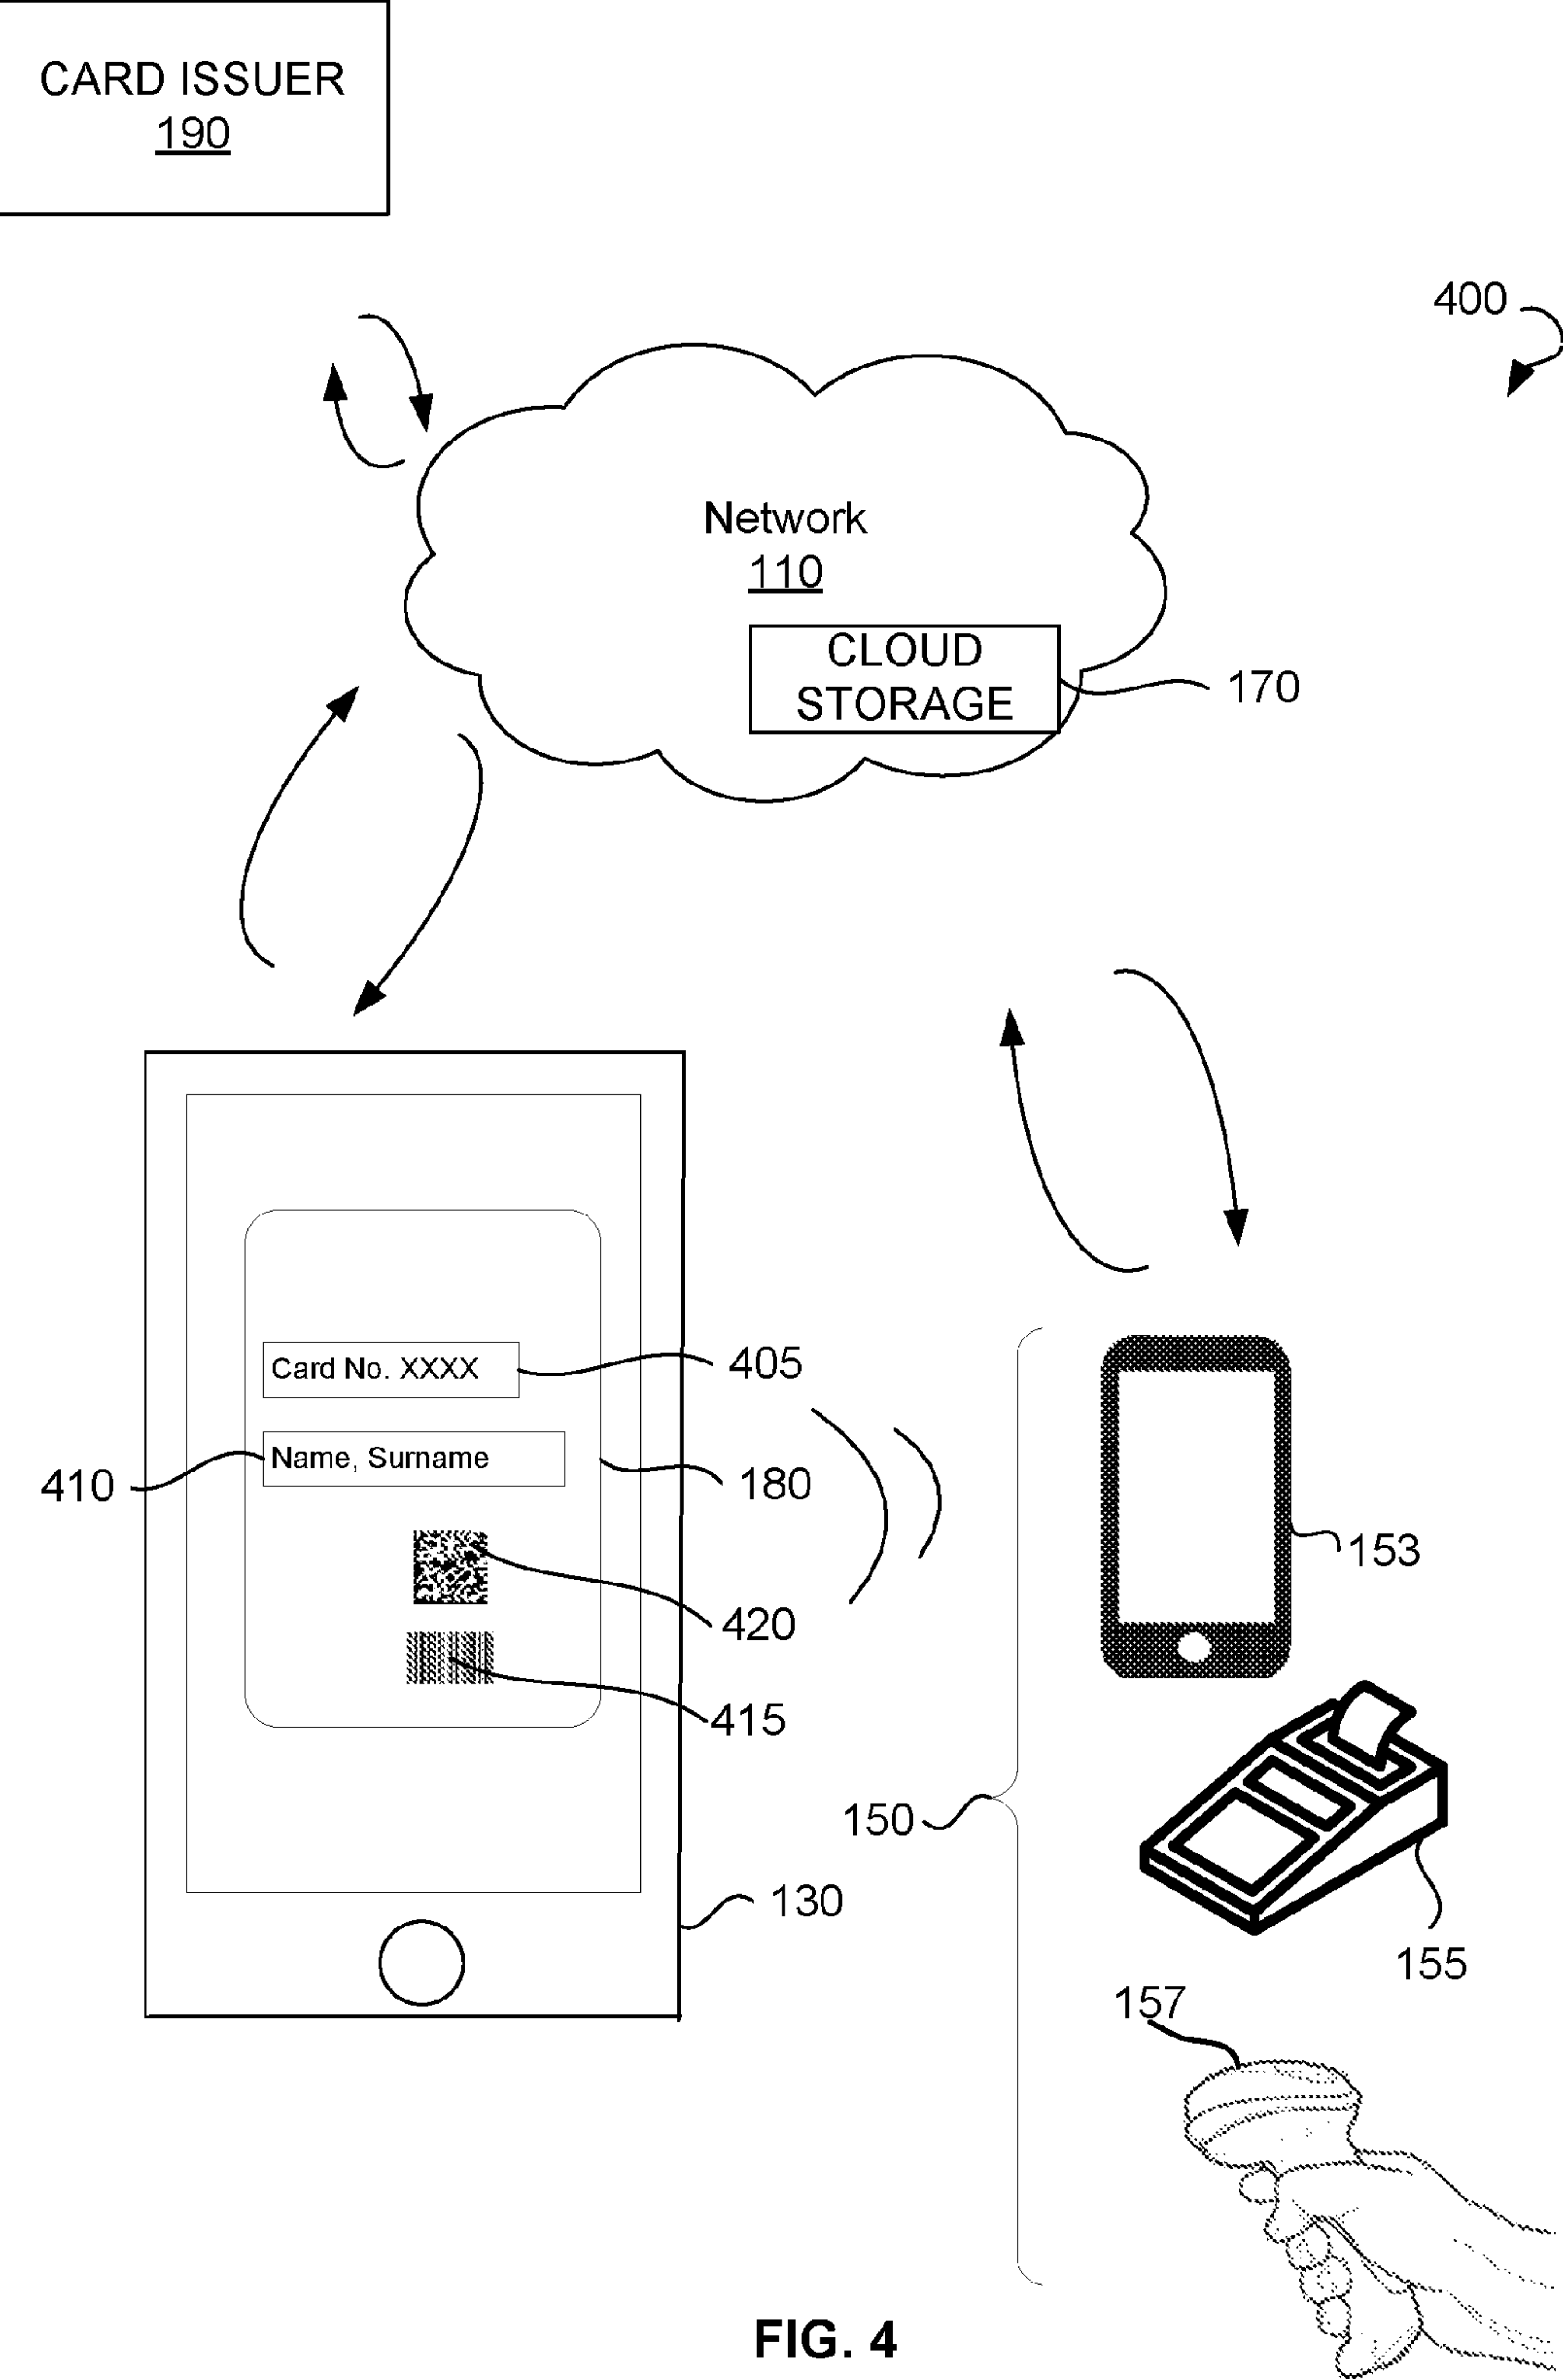 CARD ISSUER
190
400
Network
110
CLOUD
STORAGE
170
Card No. XXXX
405
Name, Surname
410
180
153
420
415
150
130
155
157
FIG. 4